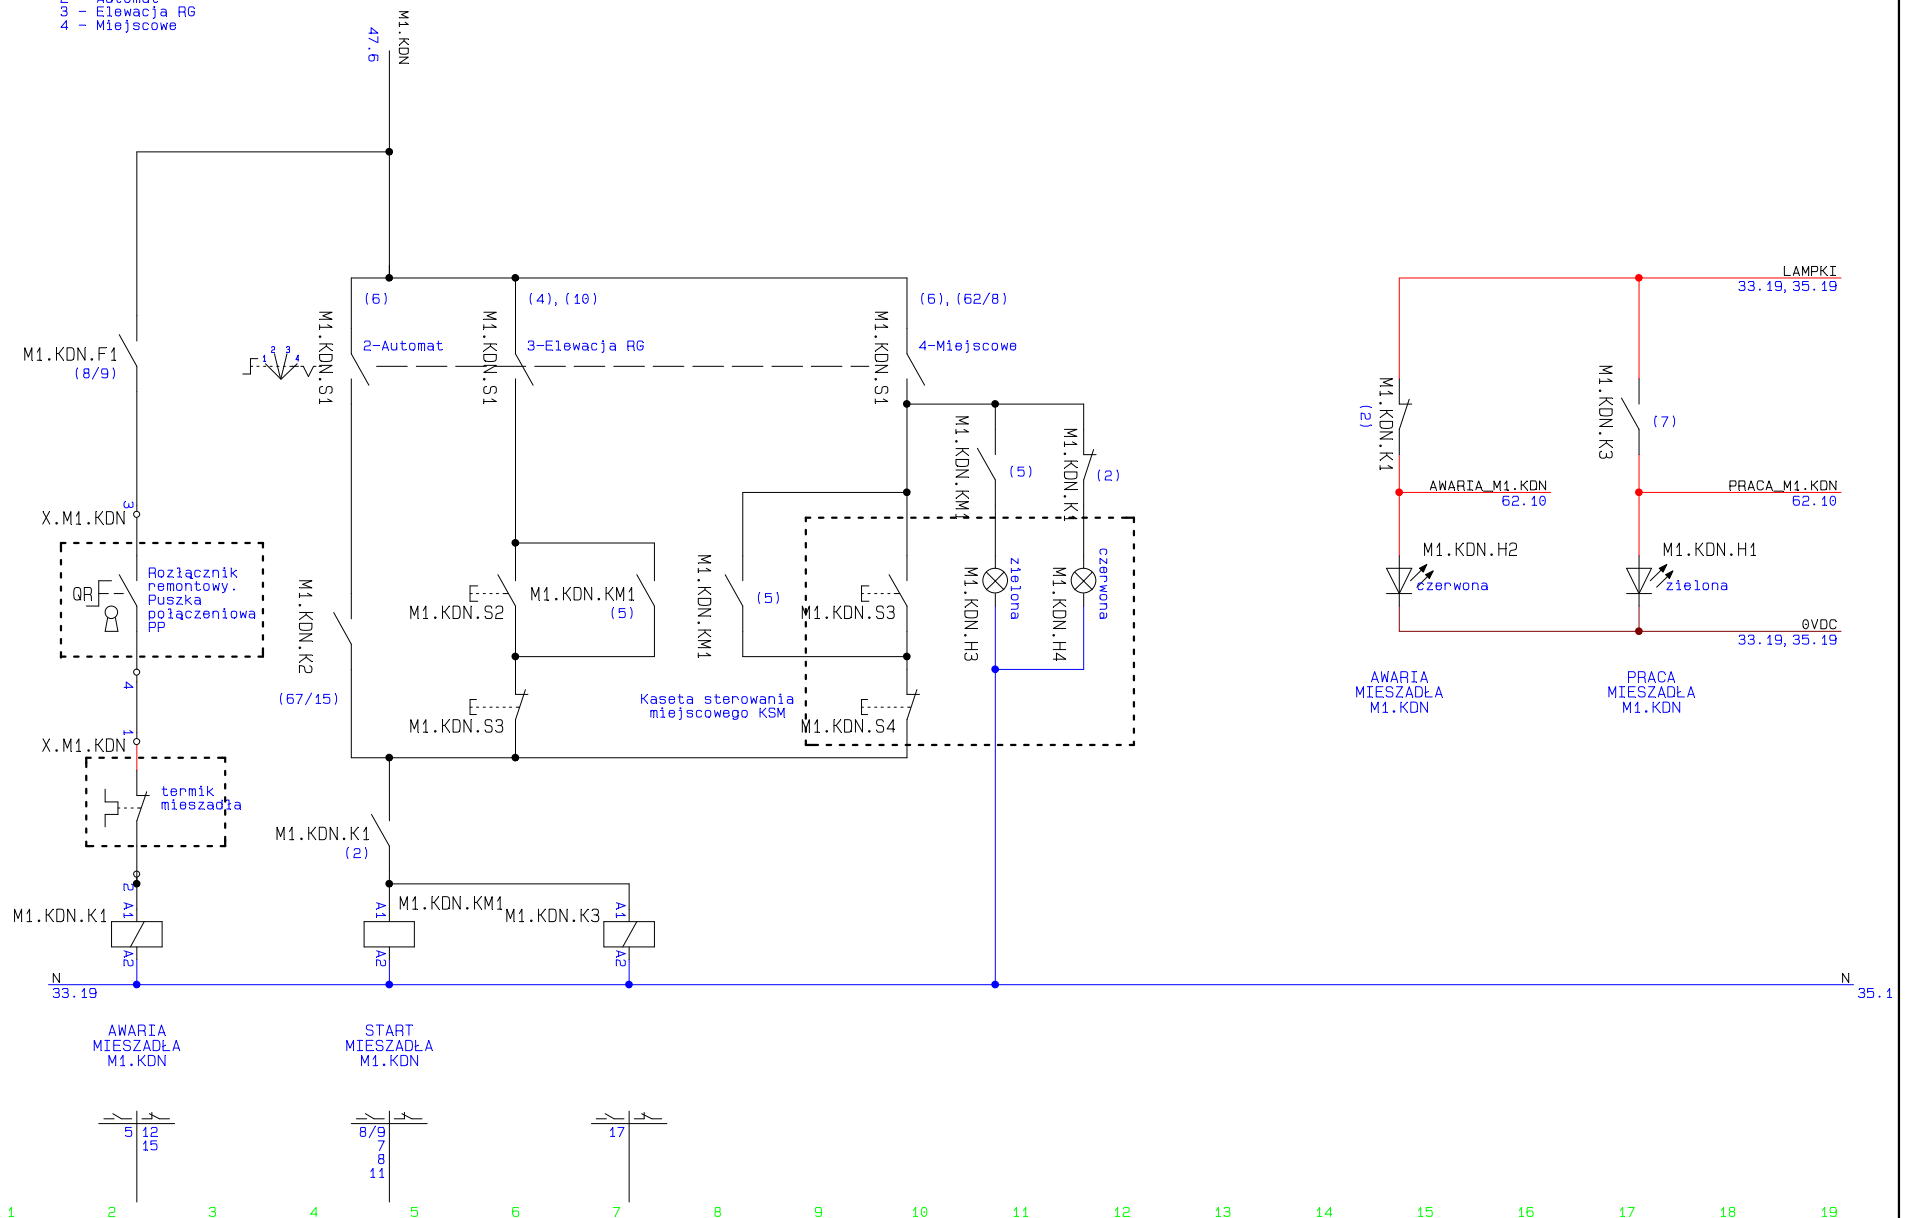 3 - Elewacja RG
4 - Miejscowe
M1.KDN
47.6
(6)
(4),(10)
(6),(62/8)
LAMPKI
33.19,35.19
M1.KDN.S1
2-Automat
M1.KDN.S1
3-Elewacja RG
M1.KDN.S1
4-Miejscowe
M1.KDN.F1
(8/9)
1
2
3
4
M1.KDN.KM1
(5)
M1.KDN.K1
(2)
M1.KDN.K1
(2)
M1.KDN.K3
(7)
AWARIA_M1.KDN
62.10
PRACA_M1.KDN
62.10
3
X.M1.KDN
QR
Rozłącznik
remontowy.
Puszka
połączeniowa
PP
4
M1.KDN.K2
(67/15)
M1.KDN.S2
M1.KDN.KM1
(5)
M1.KDN.KM1
(5)
M1.KDN.S3
zielona
M1.KDN.H3
czerwona
M1.KDN.H4
M1.KDN.H2
czerwona
M1.KDN.H1
zielona
0VDC
33.19,35.19
AWARIA
MIESZADŁA
M1.KDN
PRACA
MIESZADŁA
M1.KDN
M1.KDN.S3
Kaseta sterowania
miejscowego KSM
M1.KDN.S4
1
X.M1.KDN
termik
mieszadła
2
M1.KDN.K1
(2)
M1.KDN.K1
A1
A2
M1.KDN.KM1
A1
A2
M1.KDN.K3
A1
A2
N
33.19
N
35.1
AWARIA
MIESZADŁA
M1.KDN
START
MIESZADŁA
M1.KDN
5 12
15
8/9
7
8
11
17
1 2 3 4 5 6 7 8 9 10 11 12 13 14 15 16 17 18 19